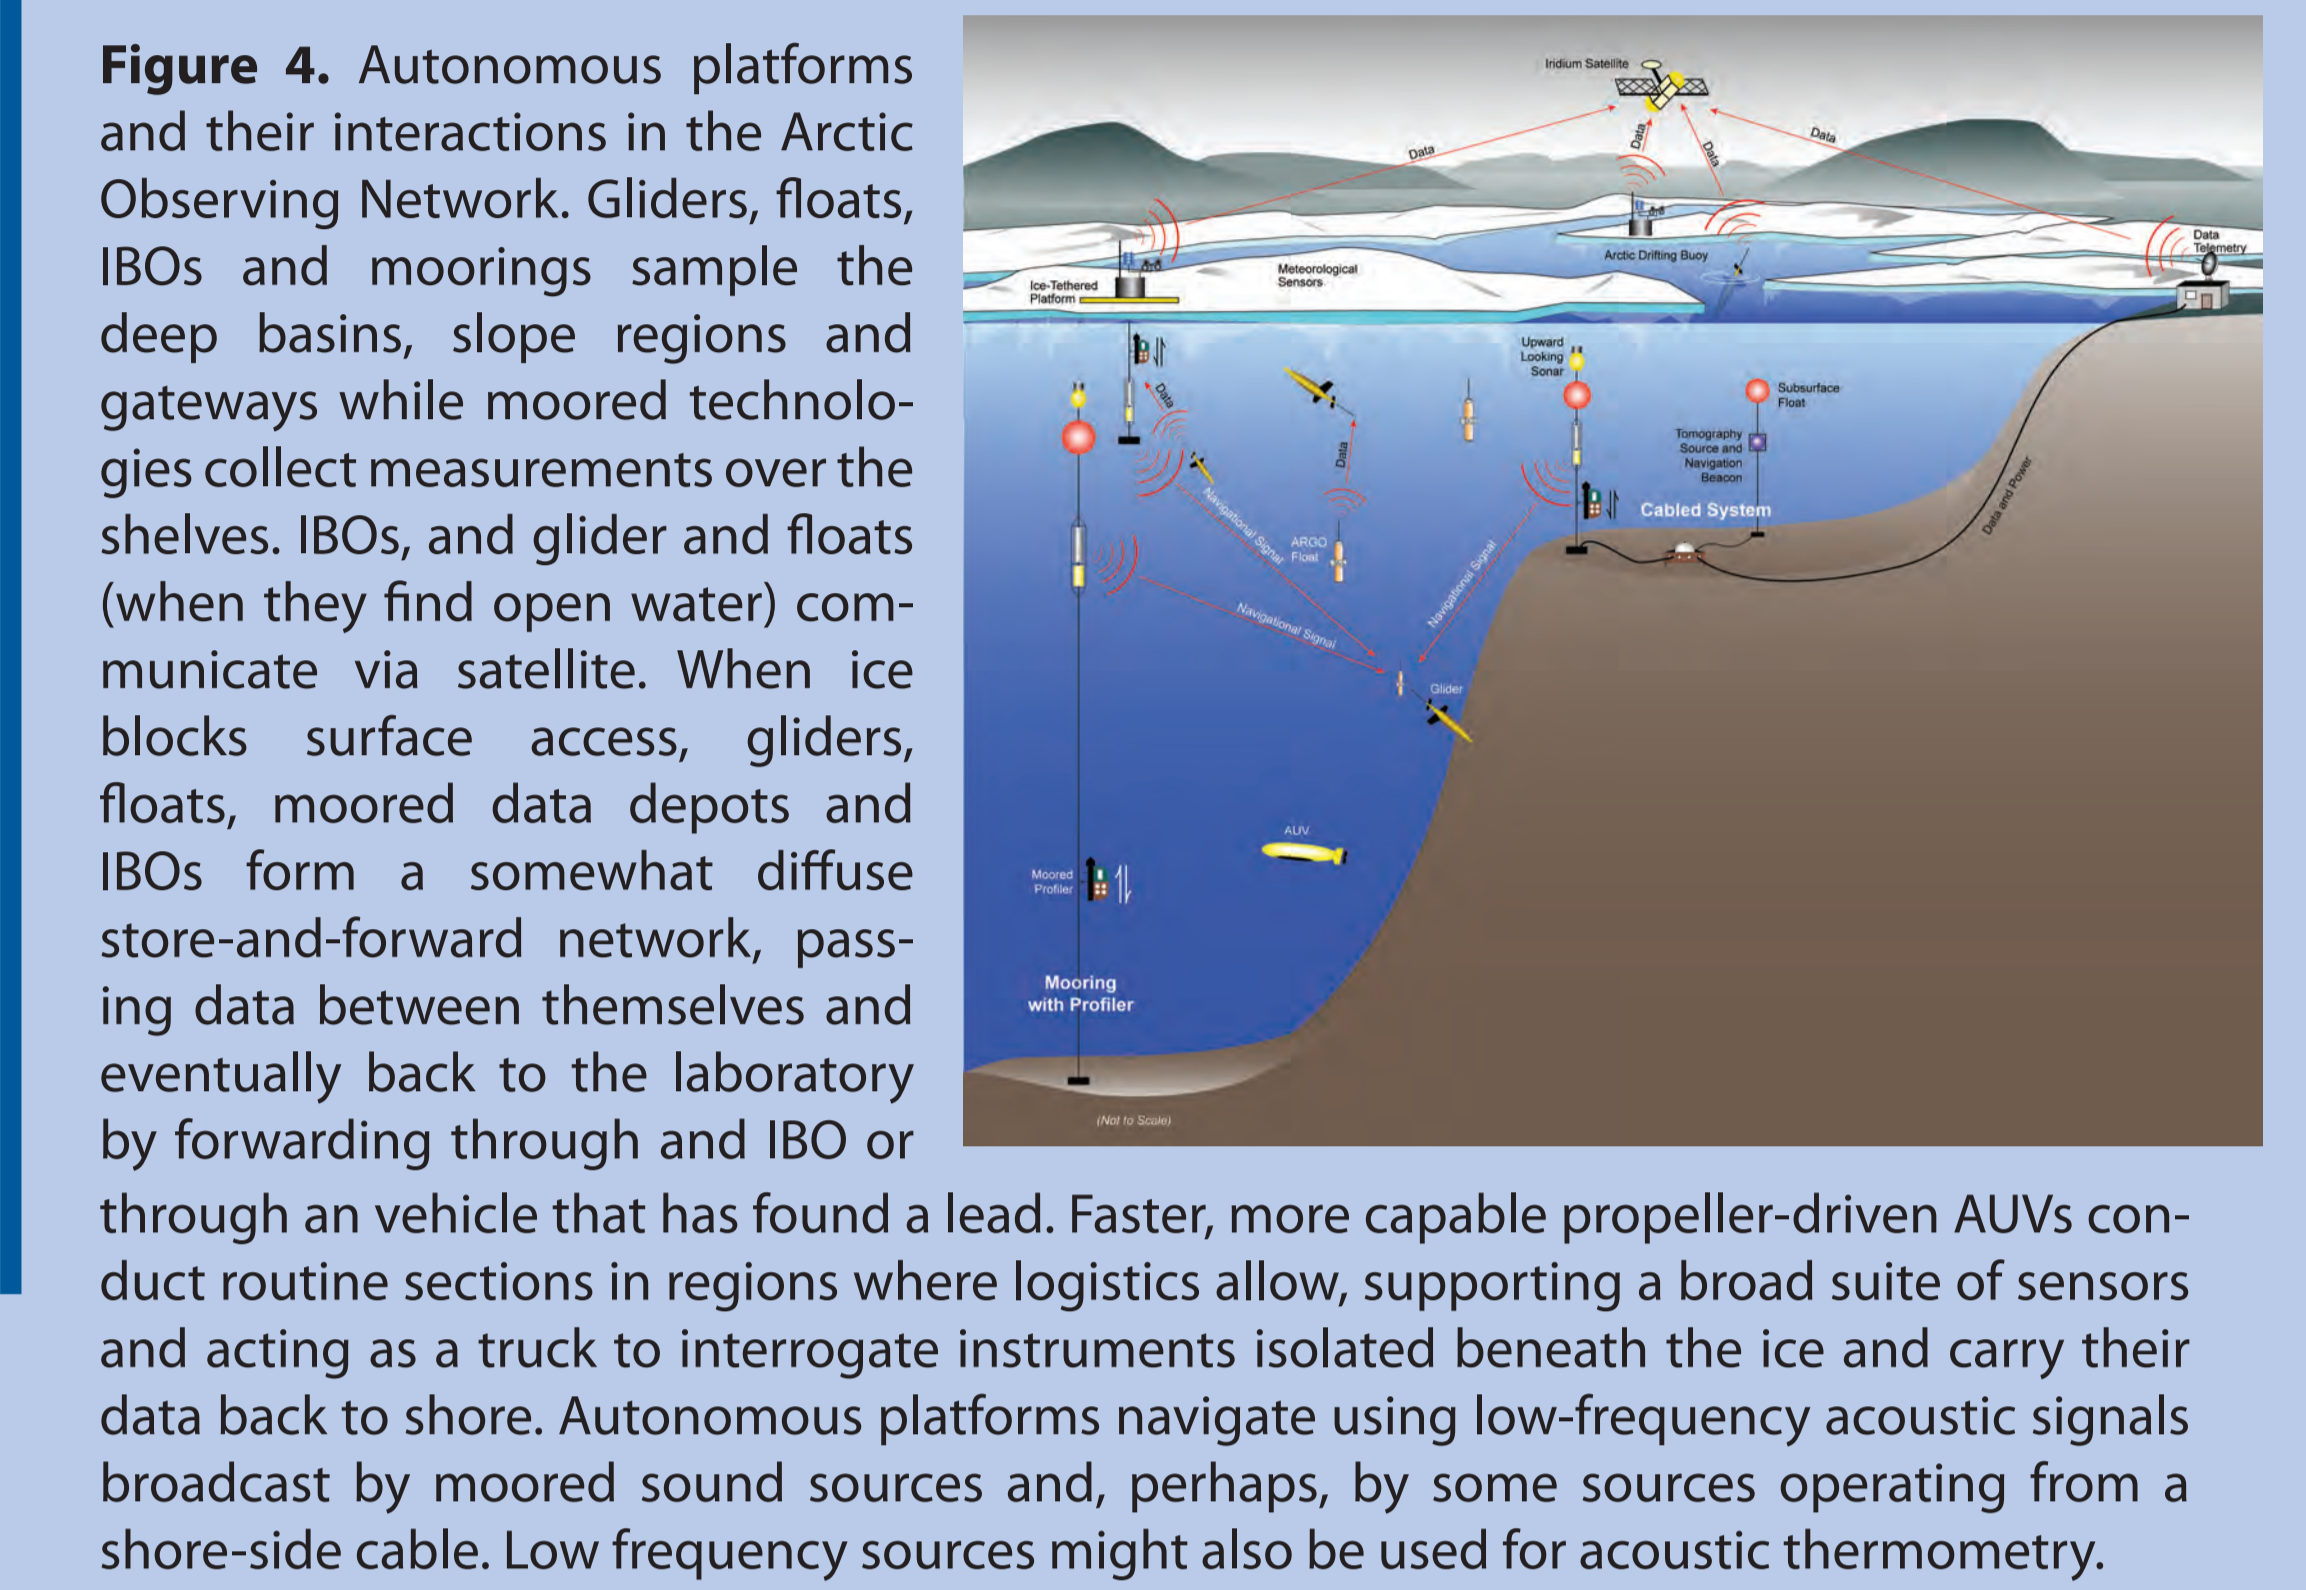 Figure 4. Autonomous platforms
and their interactions in the Arctic
Observing Network. Gliders, floats,
IBOs and moorings sample the
deep basins, slope regions and
gateways while moored technolo-
gies collect measurements over the
shelves. IBOs, and glider and floats
(when they find open water) com-
municate via satellite. When ice
blocks surface access, gliders,
floats, moored data depots and
IBOs form a somewhat diffuse
store-and-forward network, pass-
ing data between themselves and
eventually back to the laboratory
by forwarding through and IBO or
through an vehicle that has found a lead. Faster, more capable propeller-driven AUVs con-
duct routine sections in regions where logistics allow, supporting a broad suite of sensors
and acting as a truck to interrogate instruments isolated beneath the ice and carry their
data back to shore. Autonomous platforms navigate using low-frequency acoustic signals
broadcast by moored sound sources and, perhaps, by some sources operating from a
shore-side cable. Low frequency sources might also be used for acoustic thermometry.
Iridium Satellite
Data
Data
Data
Data
Data
Telemetry
Arctic Drifting Buoy
Meteorological
Sensors
Ice-Tethered
Platform
Upward
Looking
Sonar
Subsurface
Float
Data
Data
Tomography
Source and
Navigation
Beacon
Cabled System
Data and Power
Navigational Signal
ARGO
Float
Navigational Signal
Navigational Signal
Glider
AUV
Moored
Profiler
Mooring
with Profiler
(Not to Scale)